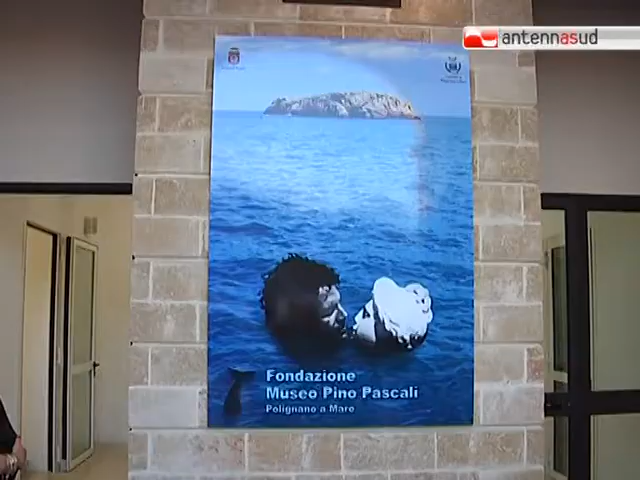 antennasud
Fondazione
Museo Pino Pascali
Polignano a Mare